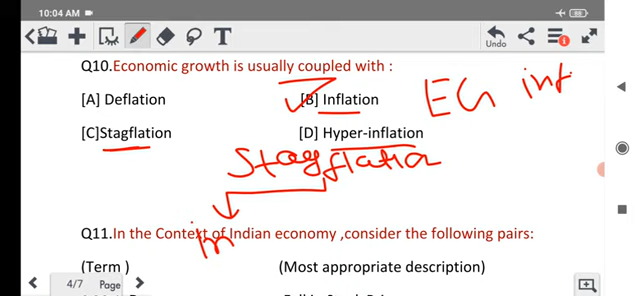 10:04 AM
Undo
Q10.Economic growth is usually coupled with :
[A] Deflation [B] Inflation EG inf
[C]Stagflation [D] Hyper-inflation
Stagflation
in
Q11.In the Context of Indian economy ,consider the following pairs:
(Term ) (Most appropriate description)
4/7 Page